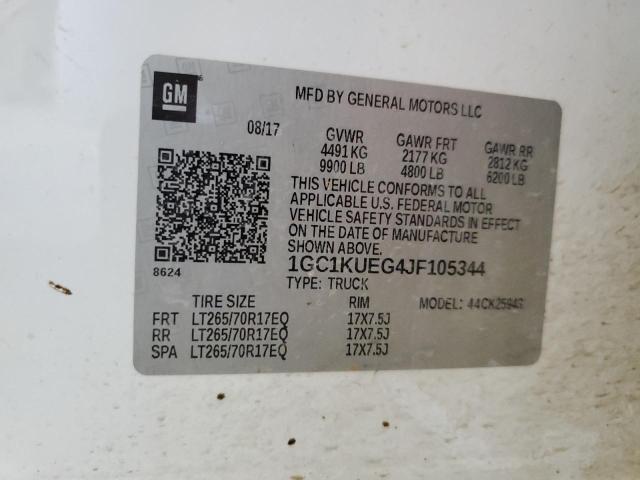 GM
MFD BY GENERAL MOTORS LLC
08/17 GVWR GAWR FRT GAWR RR
4491 KG 2177 KG 2812 KG
9900 LB 4800 LB 6200 LB
THIS VEHICLE CONFORMS TO ALL
APPLICABLE U.S. FEDERAL MOTOR
VEHICLE SAFETY STANDARDS IN EFFECT
ON THE DATE OF MANUFACTURE
SHOWN ABOVE.
8624 1GC1KUEG4JF105344
TYPE: TRUCK
TIRE SIZE RIM MODEL:
FRT LT265/70R17EQ 17X7.5J
RR LT265/70R17EQ 17X7.5J
SPA LT265/70R17EQ 17X7.5J